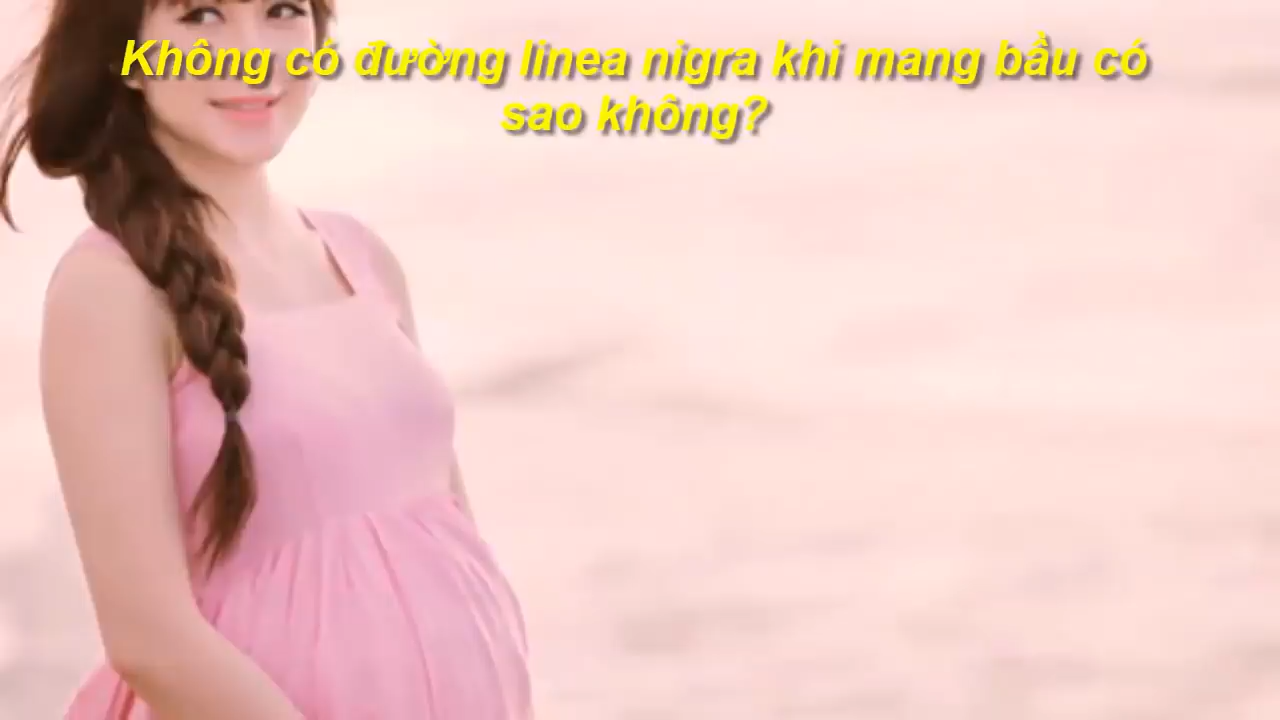 Không có đường linea nigra khi mang bầu có
sao không?